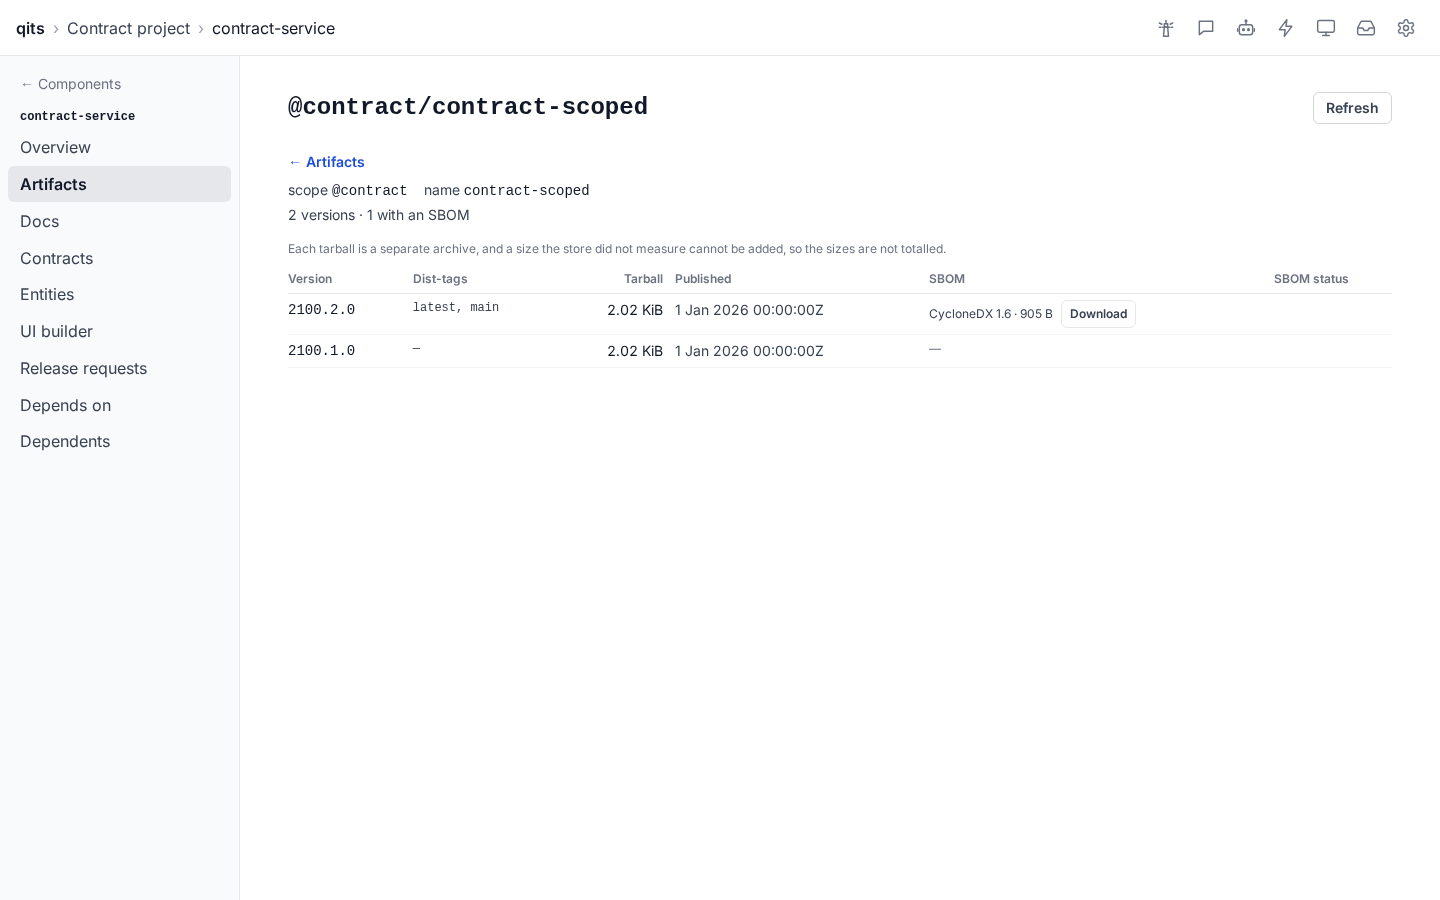 qits › Contract project › contract-service
← Components
contract-service
Overview
Artifacts
Docs
Contracts
Entities
UI builder
Release requests
Depends on
Dependents
@contract/contract-scoped
Refresh
← Artifacts
scope @contract name contract-scoped
2 versions · 1 with an SBOM
Each tarball is a separate archive, and a size the store did not measure cannot be added, so the sizes are not totalled.
Version Dist-tags Tarball Published SBOM SBOM status
2100.2.0 latest, main 2.02 KiB 1 Jan 2026 00:00:00Z CycloneDX 1.6 · 905 B Download
2100.1.0 — 2.02 KiB 1 Jan 2026 00:00:00Z —